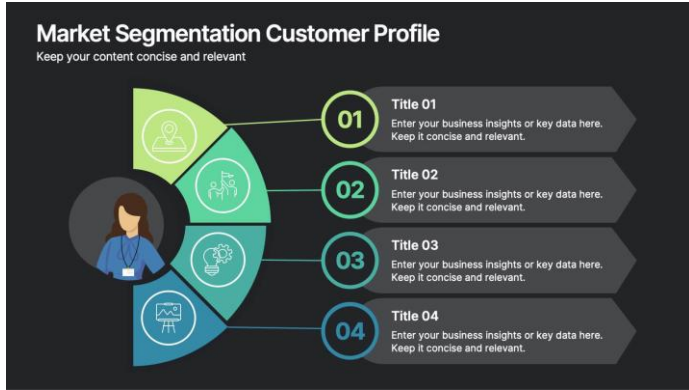 Market Segmentation Customer Profile
Keep your content concise and relevant
01
Title 01
Enter your business insights or key data here.
Keep it concise and relevant.
02
Title 02
Enter your business insights or key data here.
Keep it concise and relevant.
03
Title 03
Enter your business insights or key data here.
Keep it concise and relevant.
04
Title 04
Enter your business insights or key data here.
Keep it concise and relevant.